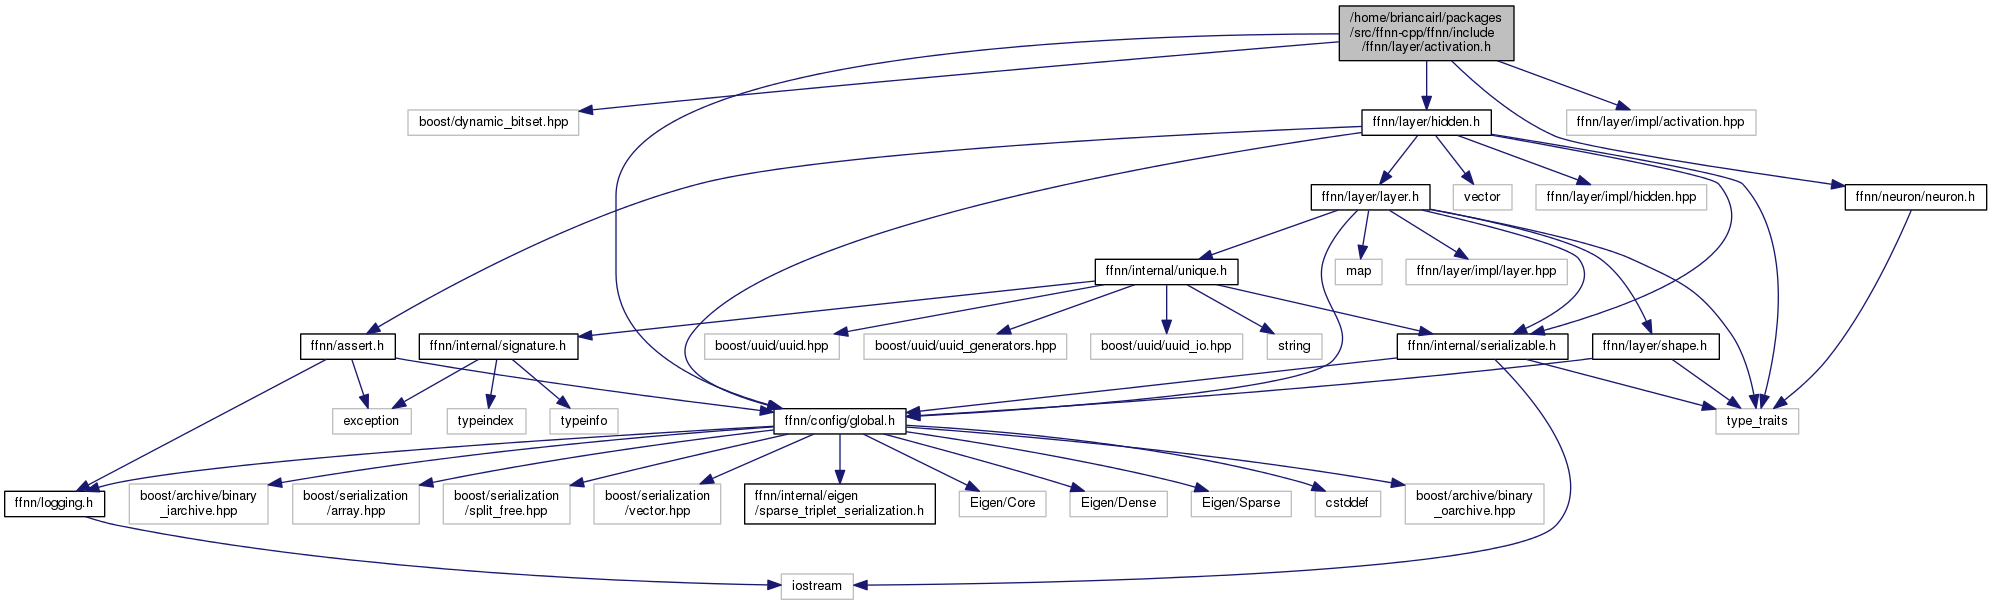 /home/briancairl/packages
/src/ffnn-cpp/ffnn/include
/ffnn/layer/activation.h
boost/dynamic_bitset.hpp
ffnn/layer/hidden.h
ffnn/layer/impl/activation.hpp
ffnn/layer/layer.h
vector
ffnn/layer/impl/hidden.hpp
ffnn/neuron/neuron.h
ffnn/internal/unique.h
map
ffnn/layer/impl/layer.hpp
ffnn/assert.h
ffnn/internal/signature.h
boost/uuid/uuid.hpp
boost/uuid/uuid_generators.hpp
boost/uuid/uuid_io.hpp
string
ffnn/internal/serializable.h
ffnn/layer/shape.h
exception
typeindex
typeinfo
ffnn/config/global.h
type_traits
ffnn/logging.h
boost/archive/binary
_iarchive.hpp
boost/serialization
/array.hpp
boost/serialization
/split_free.hpp
boost/serialization
/vector.hpp
ffnn/internal/eigen
/sparse_triplet_serialization.h
Eigen/Core
Eigen/Dense
Eigen/Sparse
cstddef
boost/archive/binary
_oarchive.hpp
iostream